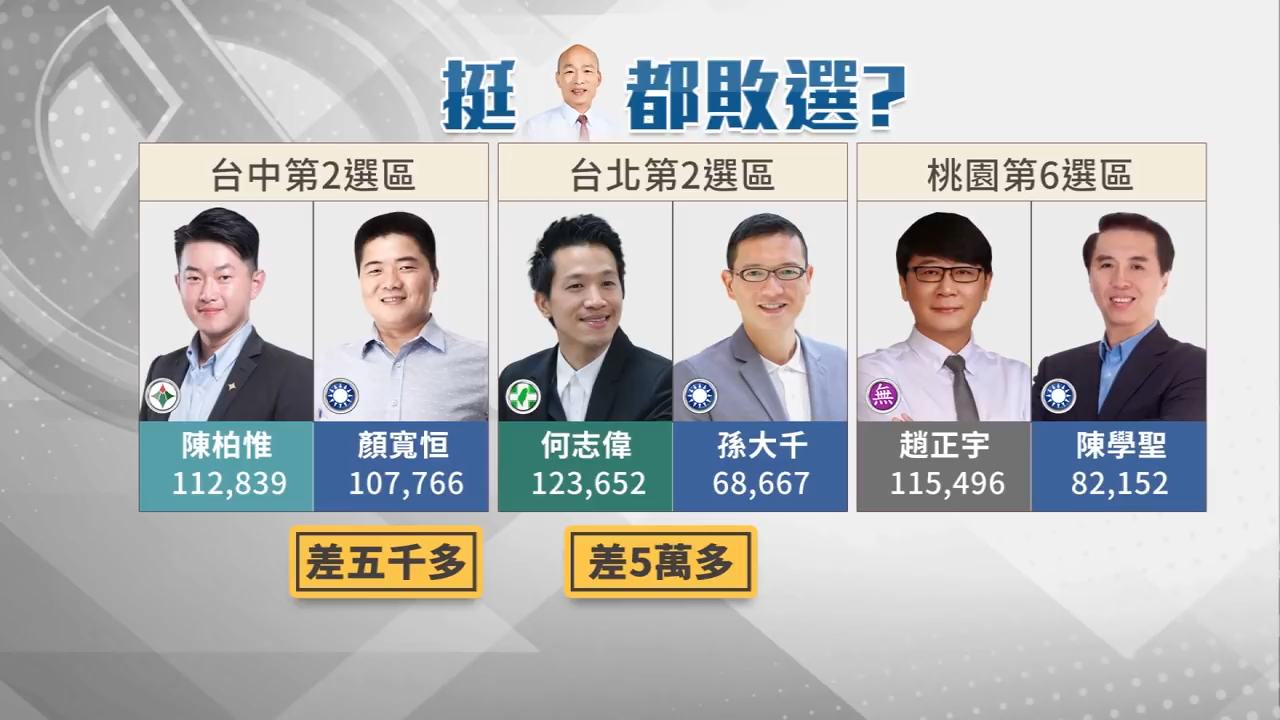 挺 都敗選?
台中第2選區
陳柏惟
112,839
顏寬恒
107,766
差五千多
台北第2選區
何志偉
123,652
孫大千
68,667
差5萬多
桃園第6選區
無
趙正宇
115,496
陳學聖
82,152